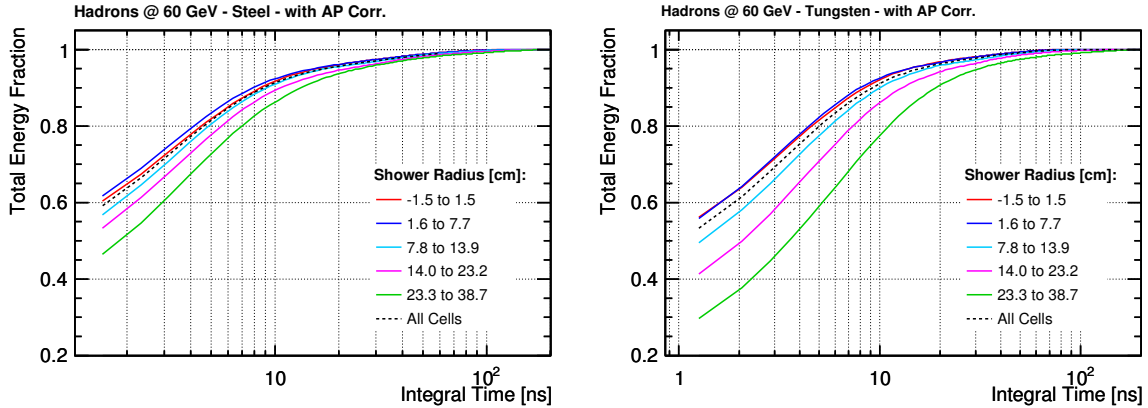 Hadrons @ 60 GeV - Steel - with AP Corr.
Total Energy Fraction
1
0.8
0.6
0.4
0.2
Shower Radius [cm]:
-1.5 to 1.5
1.6 to 7.7
7.8 to 13.9
14.0 to 23.2
23.3 to 38.7
All Cells
10
10²
Integral Time [ns]
Hadrons @ 60 GeV - Tungsten - with AP Corr.
Total Energy Fraction
1
0.8
0.6
0.4
0.2
Shower Radius [cm]:
-1.5 to 1.5
1.6 to 7.7
7.8 to 13.9
14.0 to 23.2
23.3 to 38.7
All Cells
1
10
10²
Integral Time [ns]